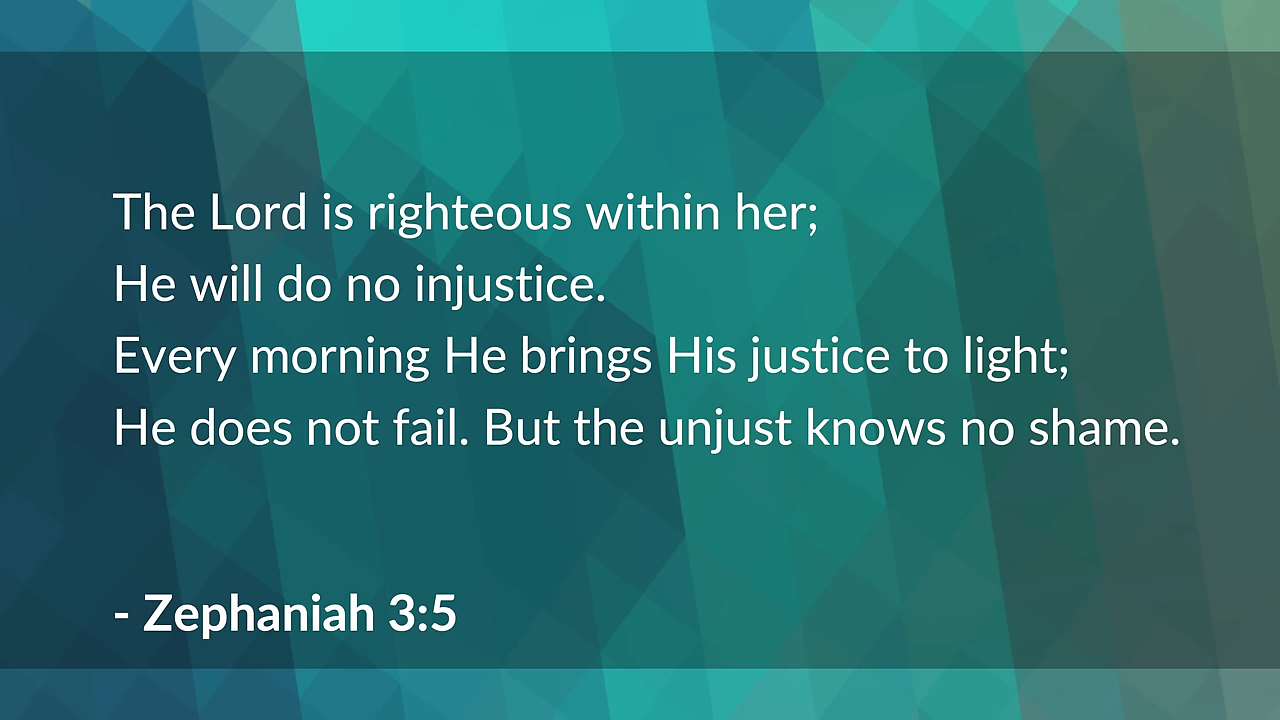 The Lord is righteous within her;
He will do no injustice.
Every morning He brings His justice to light;
He does not fail. But the unjust knows no shame.
- Zephaniah 3:5